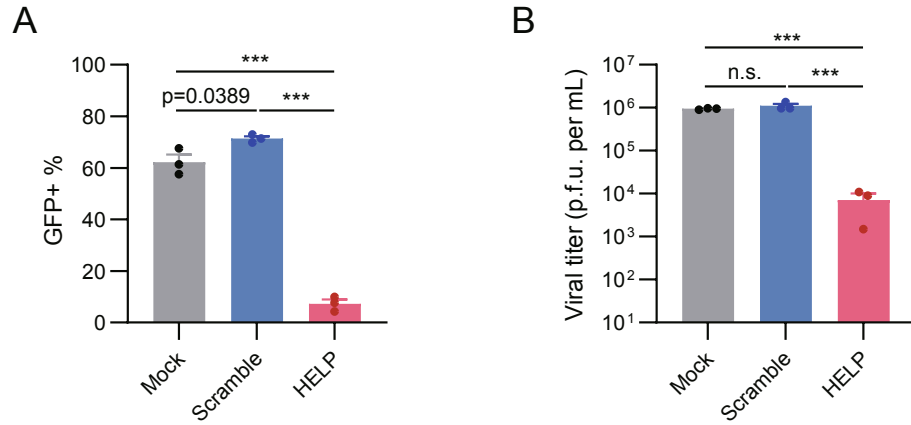 A
GFP+ %
100
80
60
40
20
0
***
p=0.0389
***
Mock
Scramble
HELP
B
Viral titer (p.f.u. per mL)
10⁷
10⁶
10⁵
10⁴
10³
10²
10¹
***
n.s.
***
Mock
Scramble
HELP